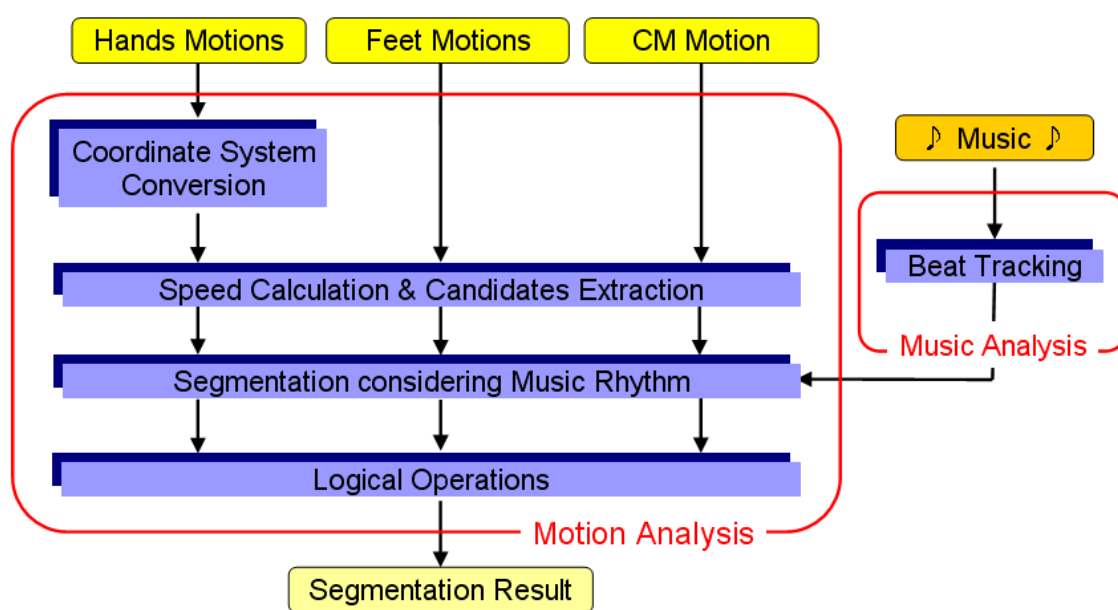 Hands Motions
Feet Motions
CM Motion
Coordinate System
Conversion
♪ Music ♪
Beat Tracking
Speed Calculation & Candidates Extraction
Music Analysis
Segmentation considering Music Rhythm
Logical Operations
Motion Analysis
Segmentation Result